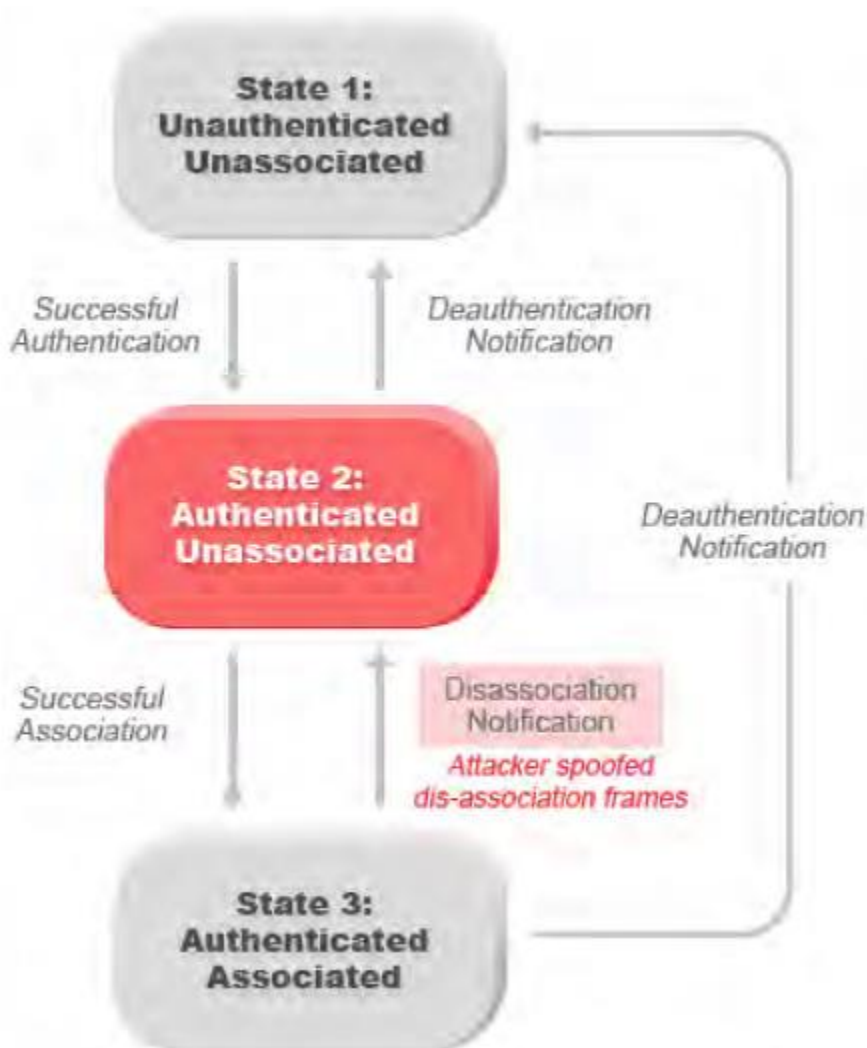 State 1:
Unauthenticated
Unassociated
Successful
Authentication
Deauthentication
Notification
State 2:
Authenticated
Unassociated
Deauthentication
Notification
Successful
Association
Disassociation
Notification
Attacker spoofed
dis-association frames
State 3:
Authenticated
Associated